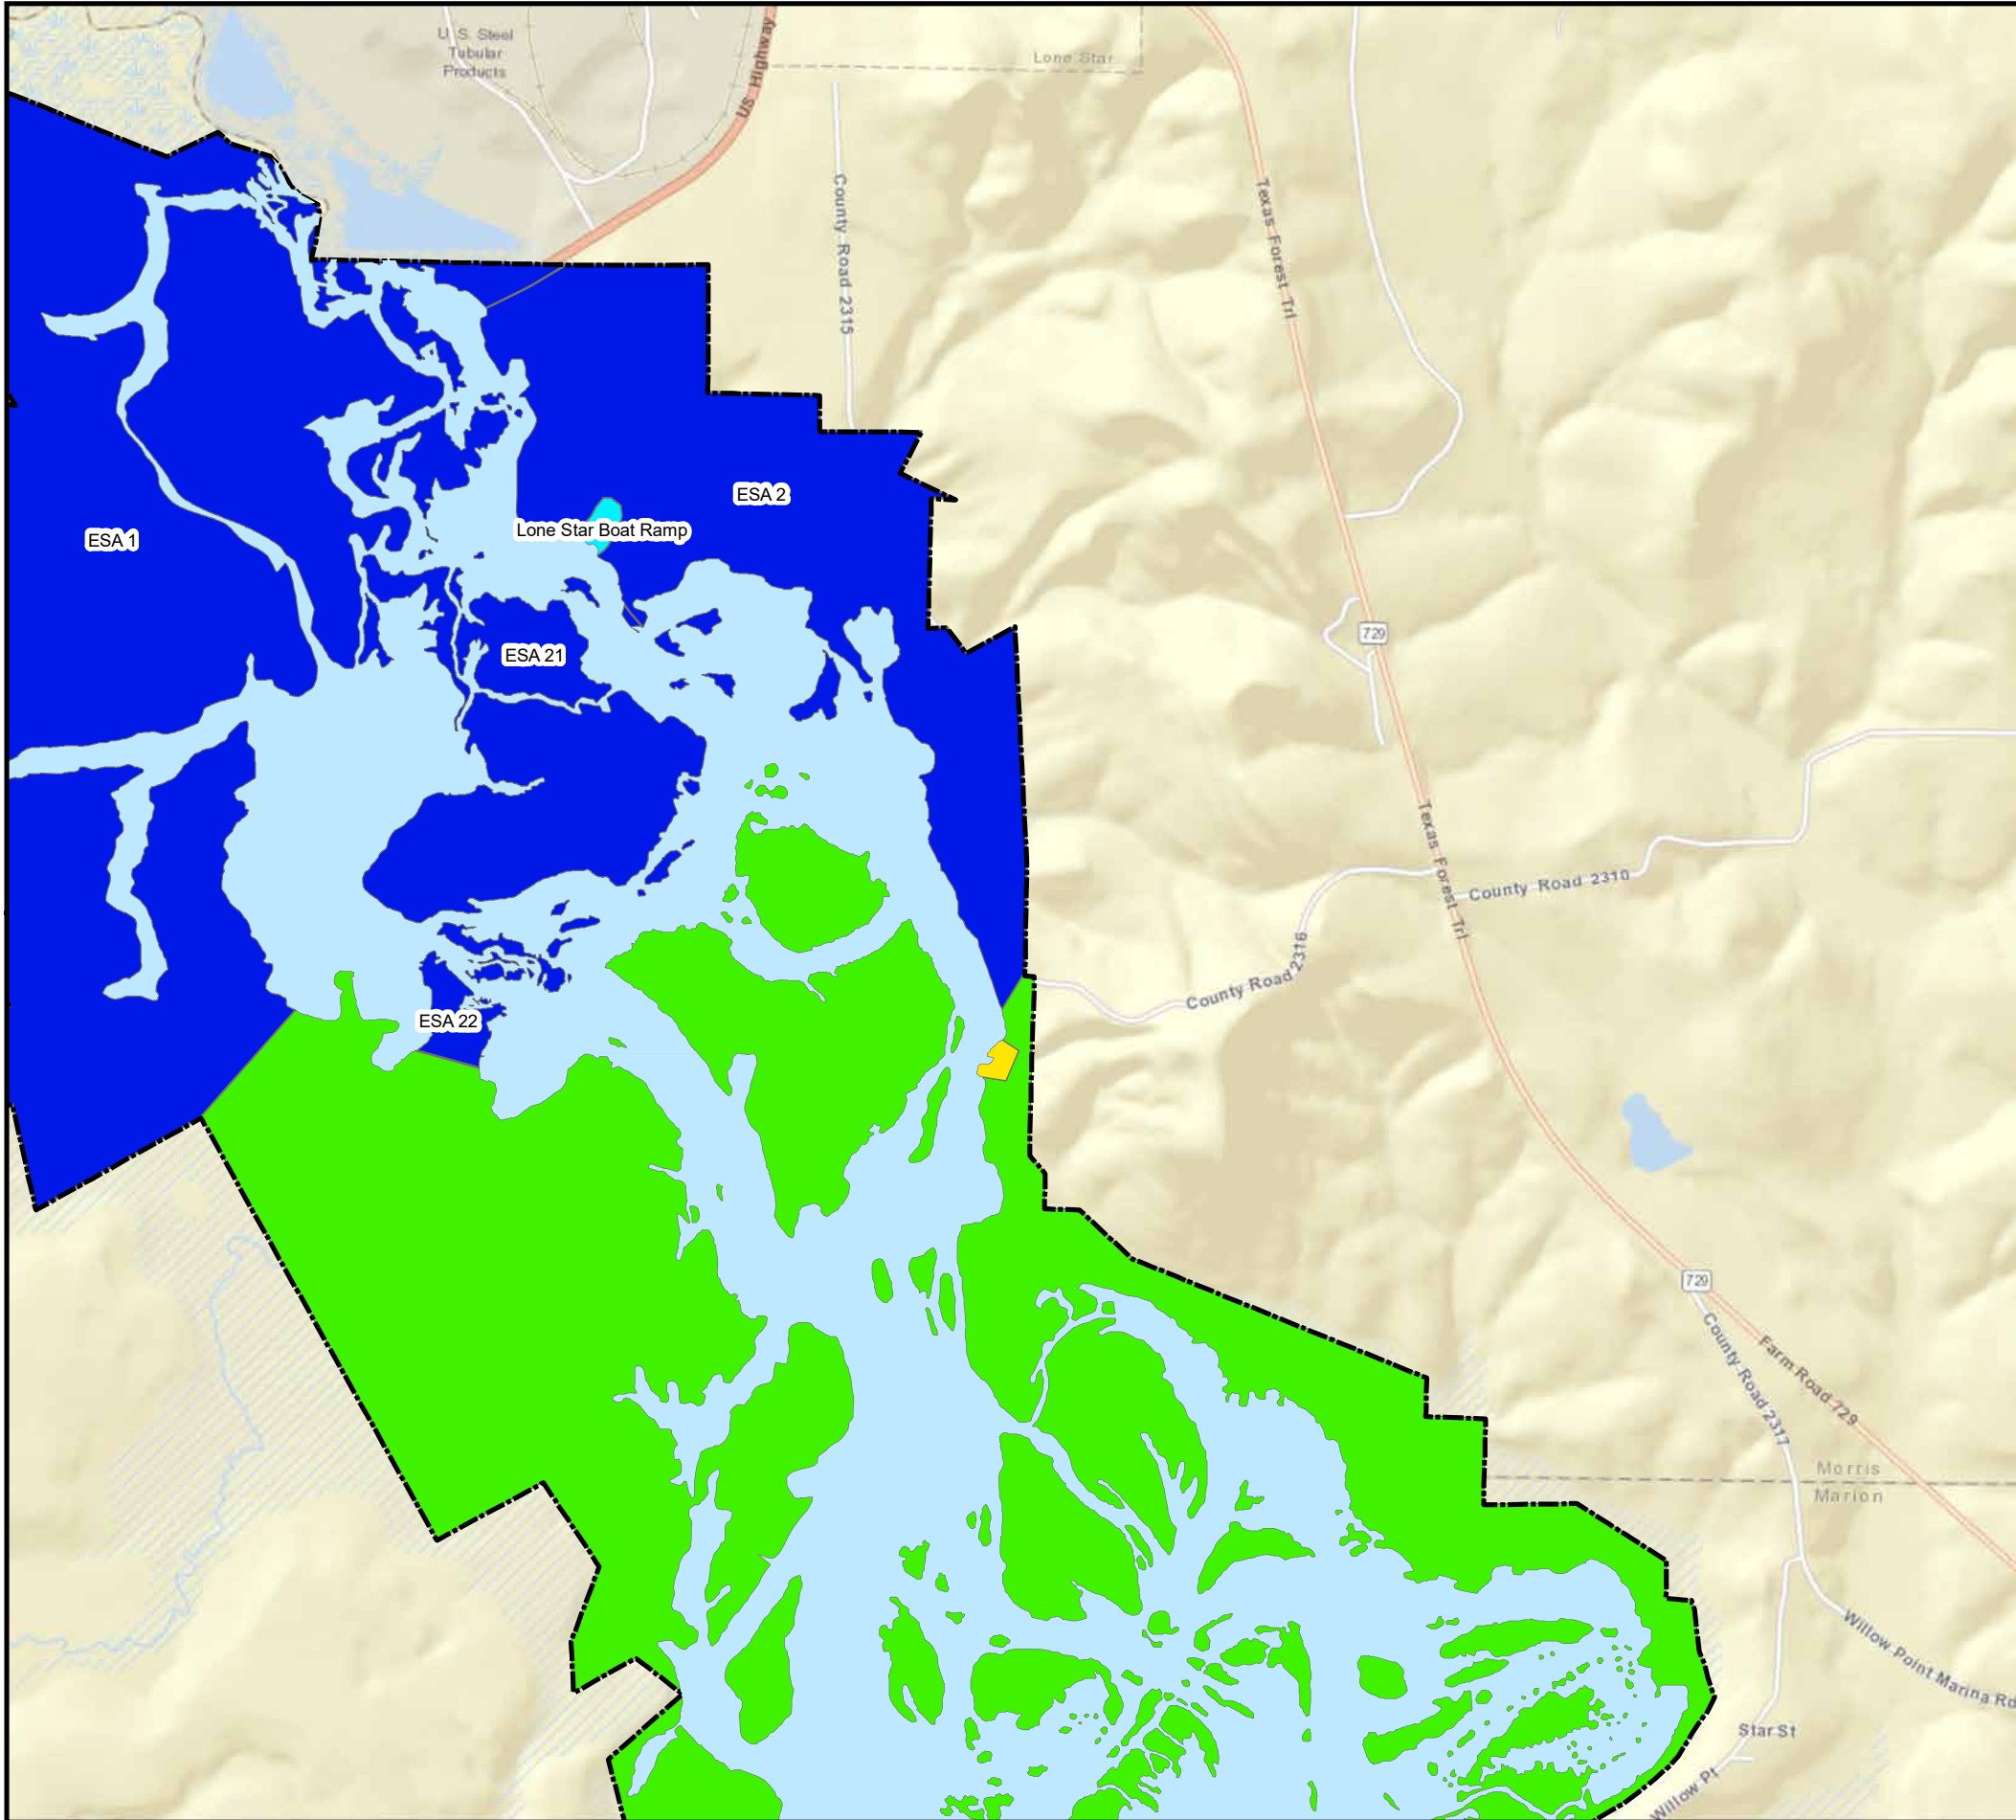 U. S. Steel
Tubular
Products
US Highway
Lone Star
County Road 2315
Texas Forest Trl
ESA 2
Lone Star Boat Ramp
ESA 1
729
ESA 21
Texas Forest Trl
County Road 2310
County Road 2316
ESA 22
729
County Road 2317
Farm Road 729
Morris
Marion
Willow Point Marina Rd
Star St
Willow Pt